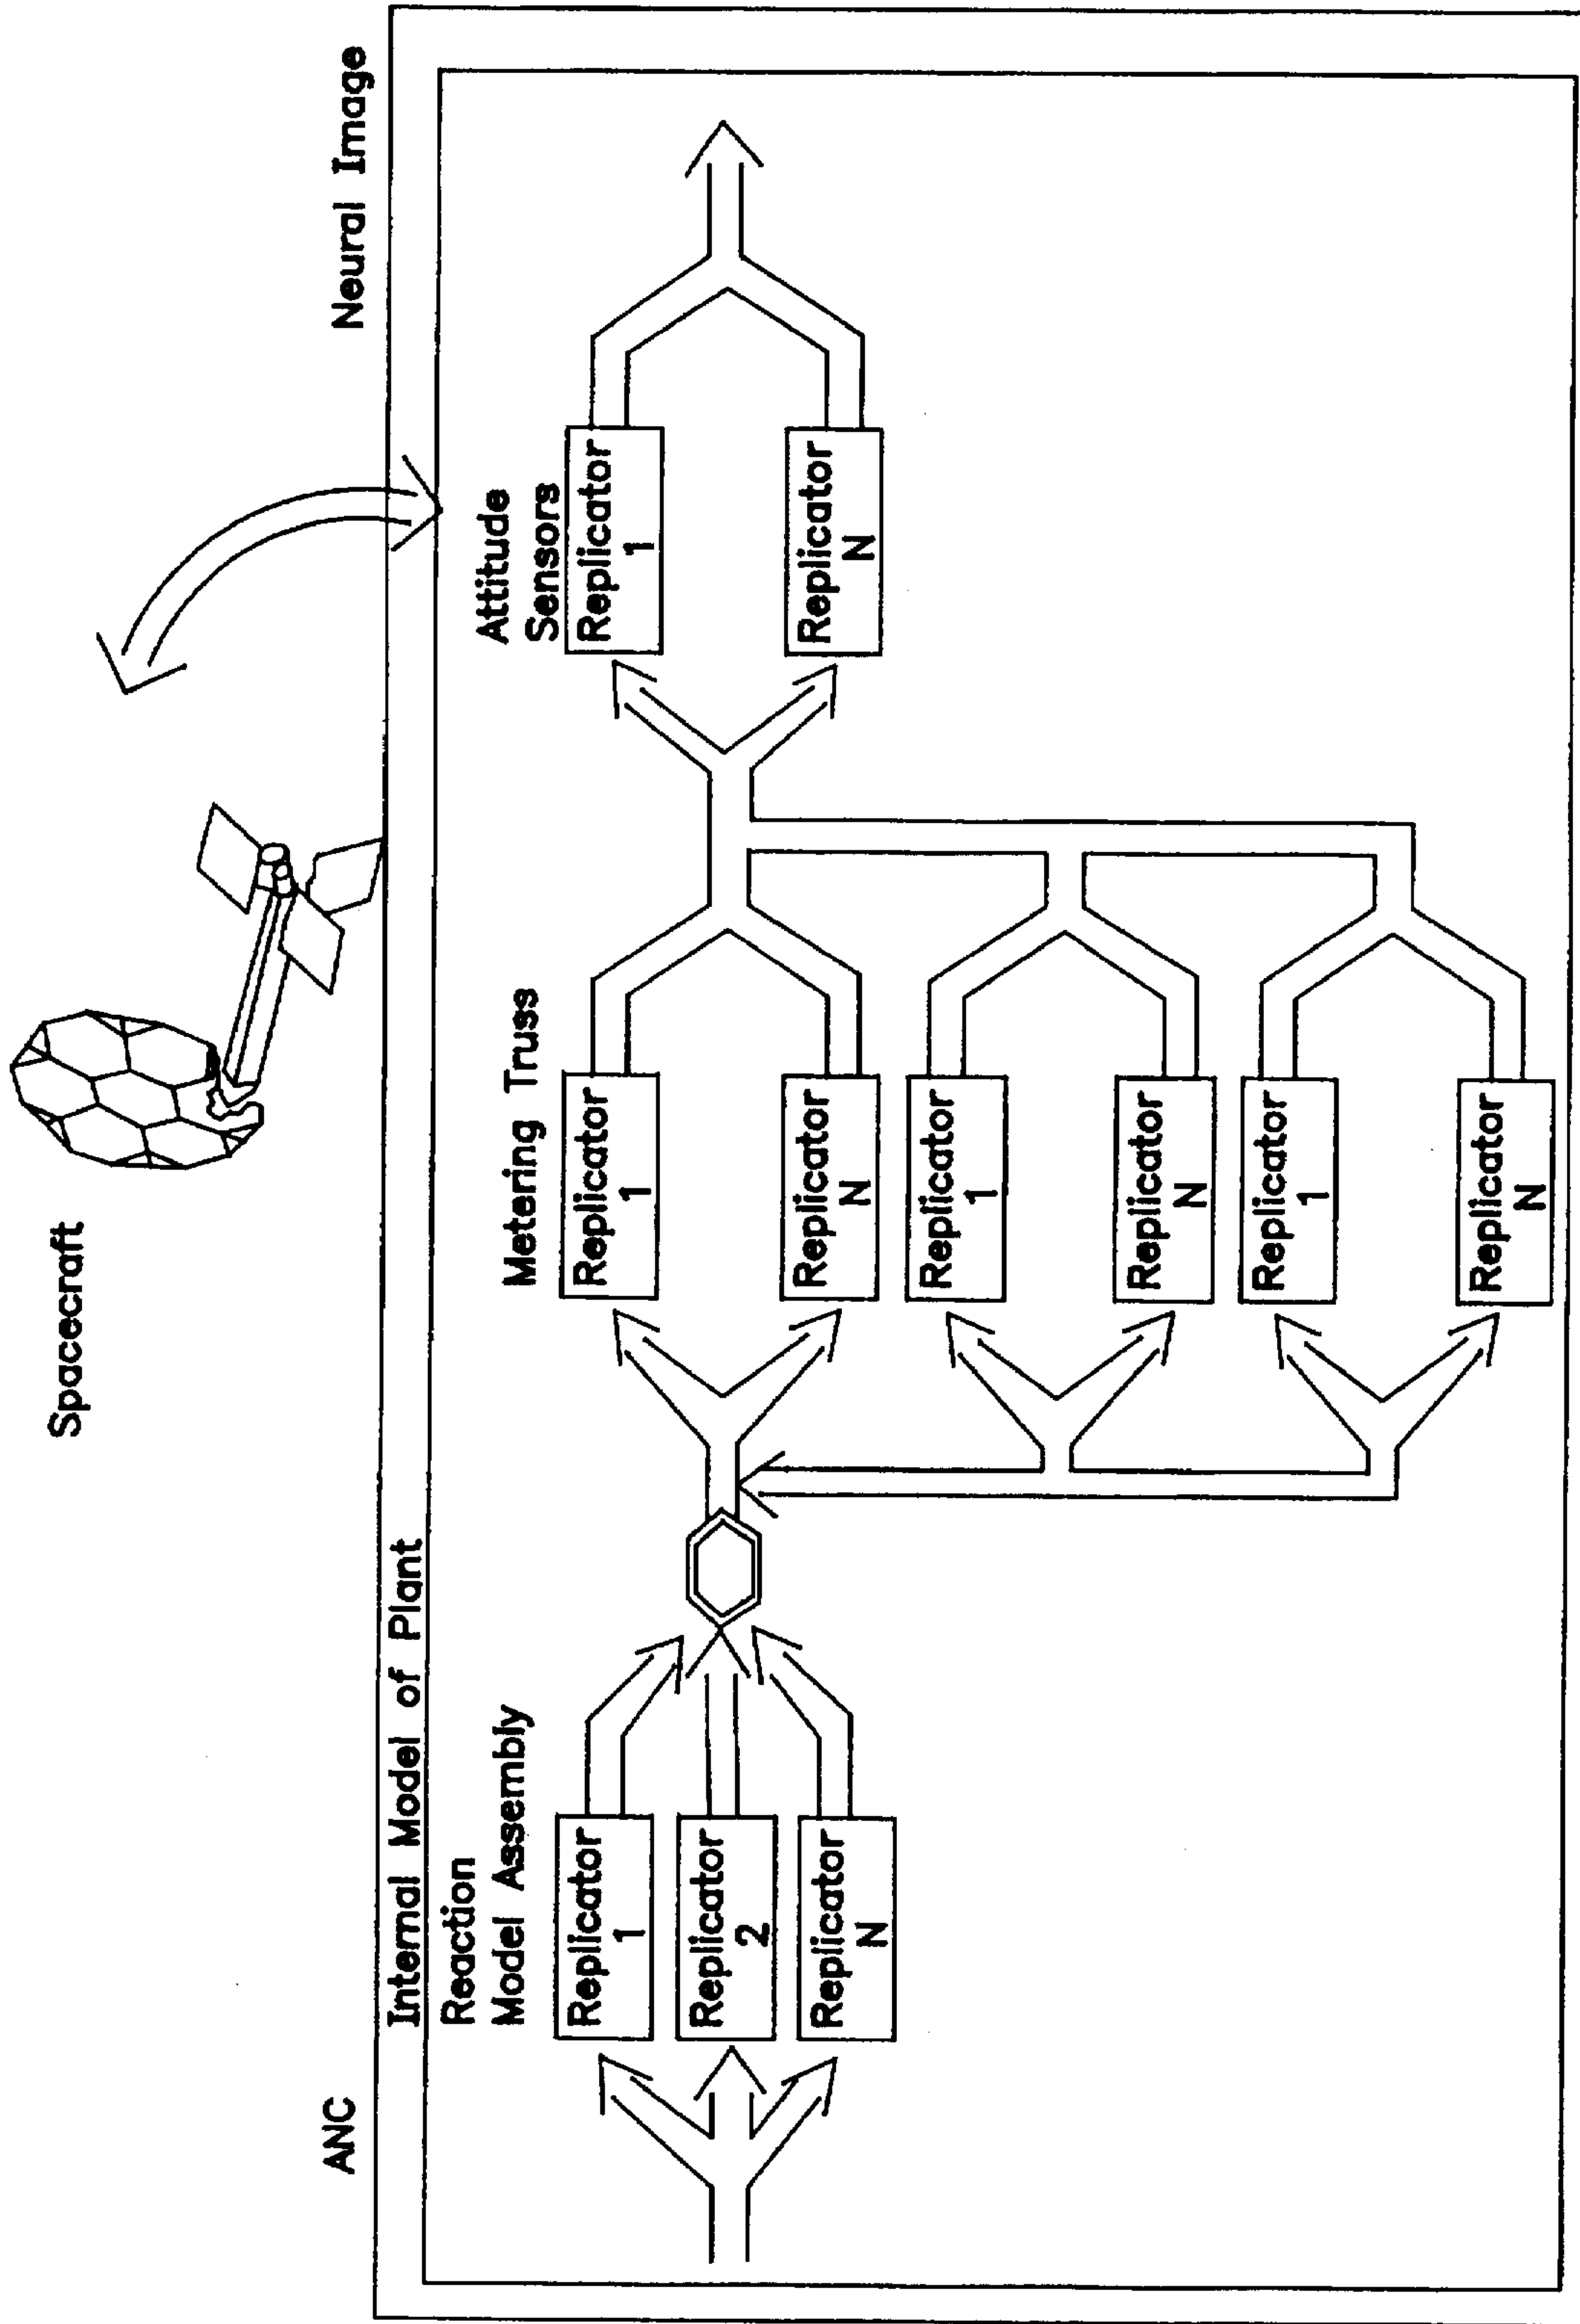 Spacecraft
ANC
Neural Image
Internal Model of Plant
Reaction
Model Assembly
Replicator
1
Replicator
2
Replicator
N
Metering Truss
Replicator
1
Replicator
N
Replicator
1
Replicator
N
Replicator
1
Replicator
N
Attitude
Sensors
Replicator
1
Replicator
N